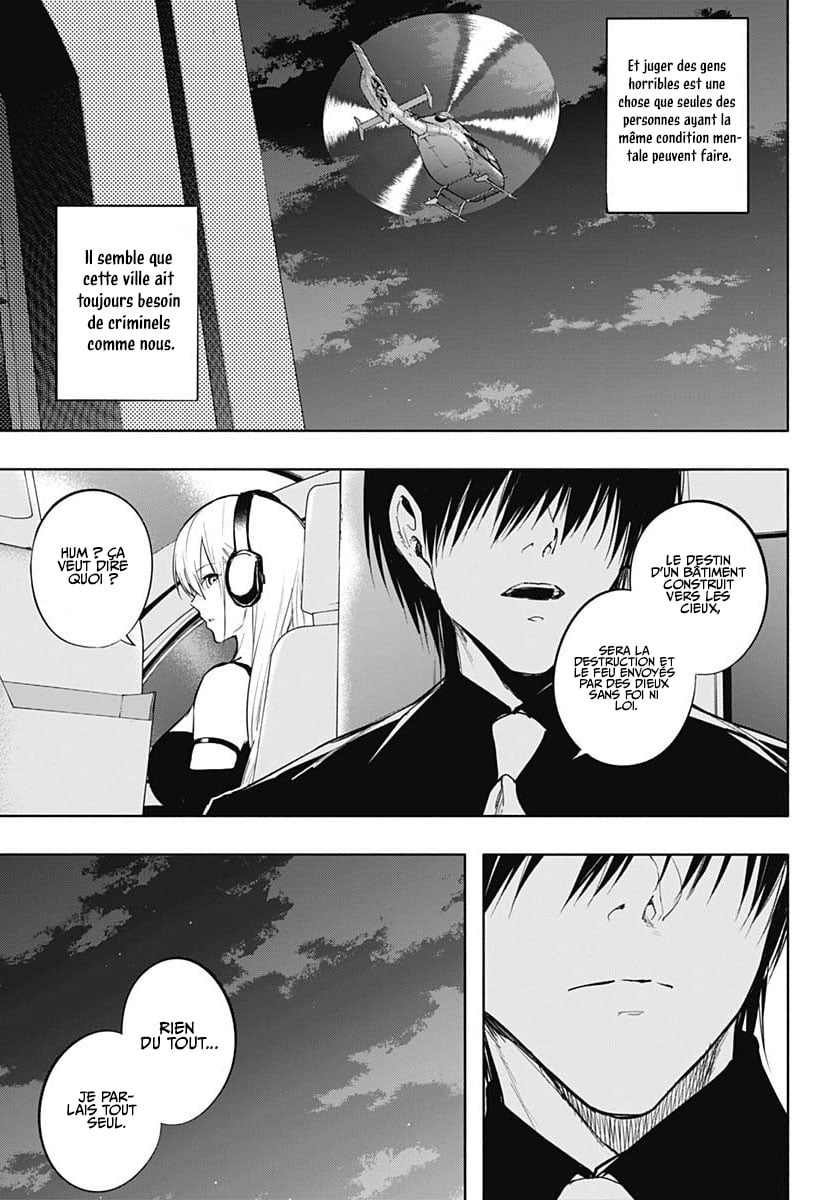 Et juger des gens
horribles est une
chose que seules des
personnes ayant la
même condition men-
tale peuvent faire.
Il semble que
cette ville ait
toujours besoin
de criminels
comme nous.
LE DESTIN
D'UN BÂTIMENT
CONSTRUIT
VERS LES
CIEUX,
SERA LA
DESTRUCTION ET
LE FEU ENVOYÉS
PAR DES DIEUX
SANS FOI NI
LOI.
HUM ? ÇA
VEUT DIRE
QUOI ?
RIEN
DU TOUT...
JE PAR-
LAIS TOUT
SEUL.